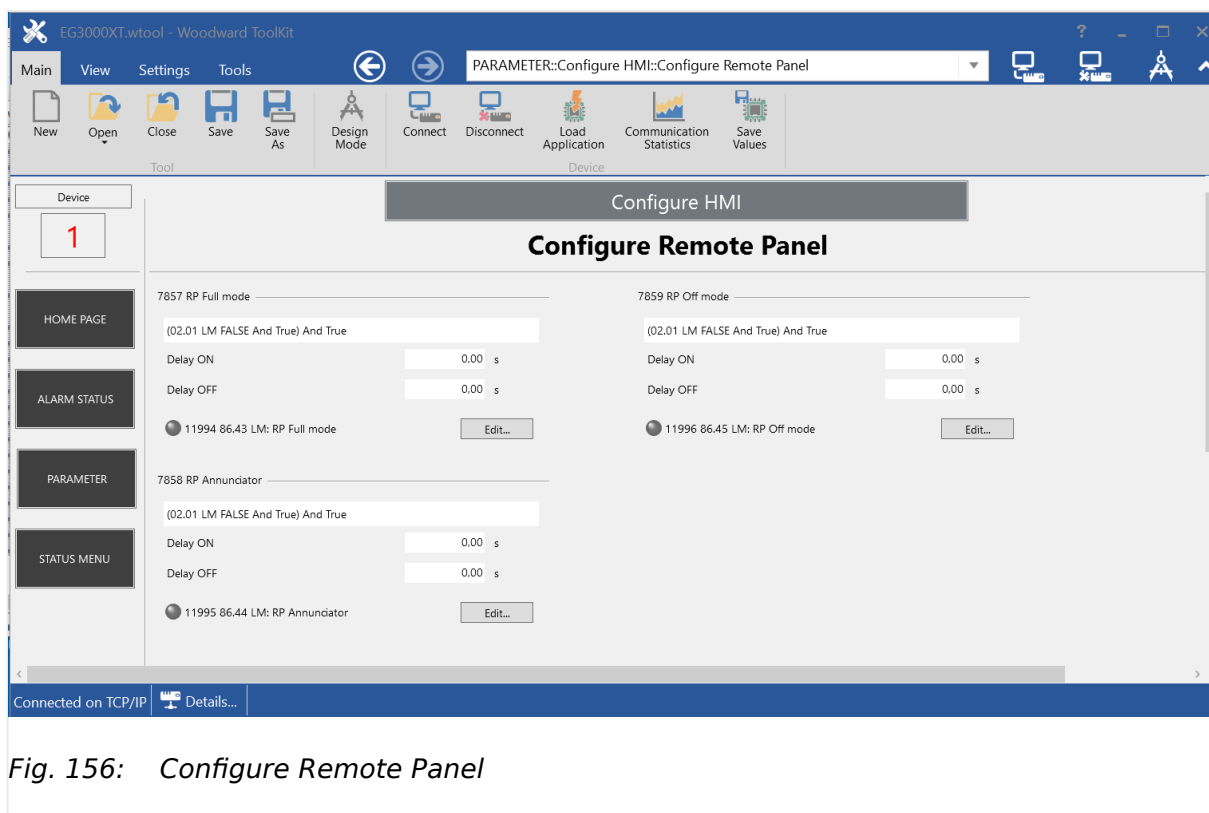 EG3000XT.wtool - Woodward ToolKit ? _
Main View Settings Tools PARAMETER::Configure HMI::Configure Remote Panel
New Open Close Save Save As Design Mode Connect Disconnect Load Application Communication Statistics Save Values
Tool Device
Device
1
HOME PAGE
ALARM STATUS
PARAMETER
STATUS MENU
Configure HMI
Configure Remote Panel
7857 RP Full mode
(02.01 LM FALSE And True) And True
Delay ON 0,00 s
Delay OFF 0,00 s
11994 86.43 LM: RP Full mode Edit...
7859 RP Off mode
(02.01 LM FALSE And True) And True
Delay ON 0,00 s
Delay OFF 0,00 s
11996 86.45 LM: RP Off mode Edit...
7858 RP Annunciator
(02.01 LM FALSE And True) And True
Delay ON 0,00 s
Delay OFF 0,00 s
11995 86.44 LM: RP Annunciator Edit...
Connected on TCP/IP Details...
Fig. 156: Configure Remote Panel